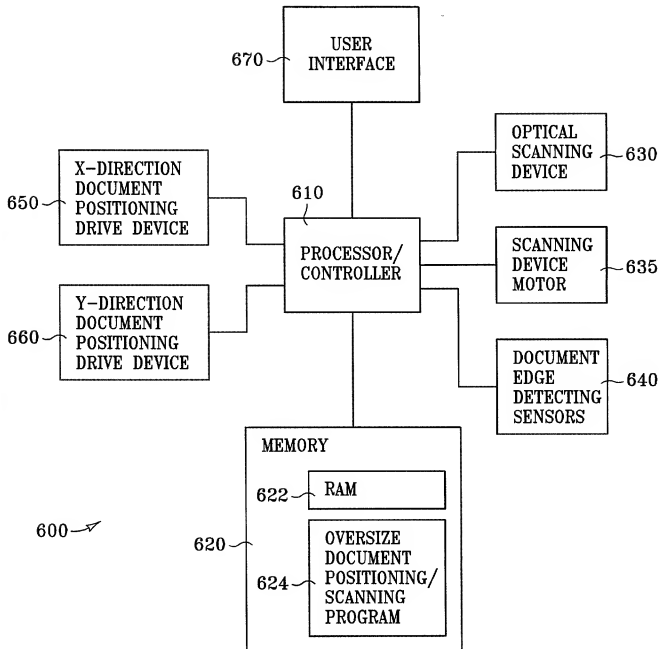 USER
INTERFACE
670
X-DIRECTION
DOCUMENT
POSITIONING
DRIVE DEVICE
650
610
PROCESSOR/
CONTROLLER
OPTICAL
SCANNING
DEVICE
630
SCANNING
DEVICE
MOTOR
635
Y-DIRECTION
DOCUMENT
POSITIONING
DRIVE DEVICE
660
DOCUMENT
EDGE
DETECTING
SENSORS
640
MEMORY
622
RAM
600
620
624
OVERSIZE
DOCUMENT
POSITIONING/
SCANNING
PROGRAM